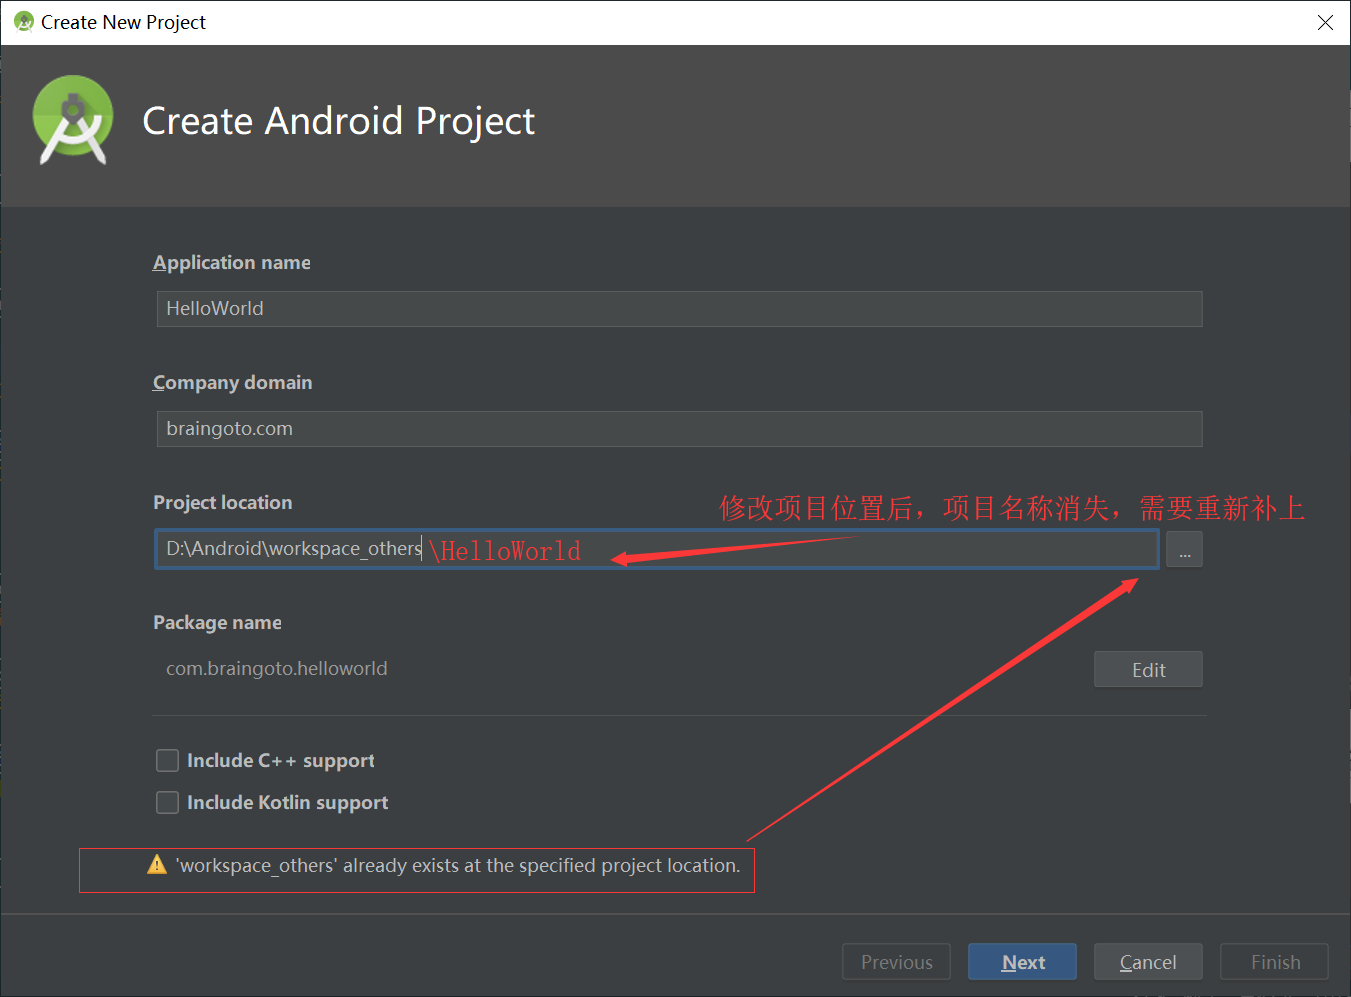 Create New Project
Create Android Project
Application name
HelloWorld
Company domain
braingoto.com
Project location
修改项目位置后，项目名称消失，需要重新补上
D:\Android\workspace_others \HelloWorld
...
Package name
com.braingoto.helloworld
Edit
Include C++ support
Include Kotlin support
'workspace_others' already exists at the specified project location.
Previous
Next
Cancel
Finish